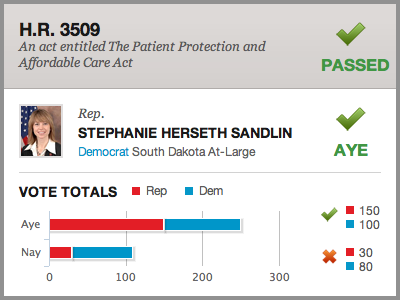 H.R. 3509
An act entitled The Patient Protection and
Affordable Care Act
PASSED
Rep.
STEPHANIE HERSETH SANDLIN
Democrat South Dakota At-Large
AYE
VOTE TOTALS Rep Dem
Aye
150
100
Nay
30
80
0 100 200 300